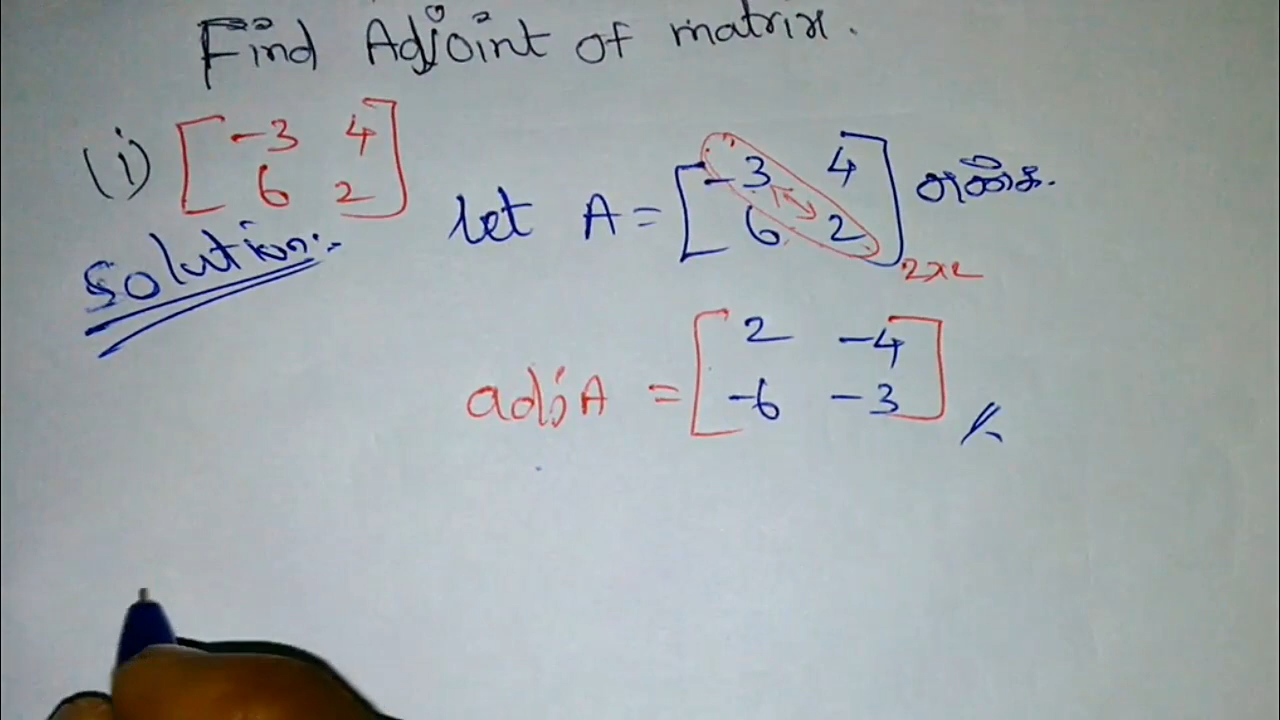 Find Adjoint of matrix.
(i) [ -3 4
6 2 ]
Solution:-
let A = [ -3 4
6 2 ] 2x2 அணிக.
adj A = [ 2 -4
-6 -3 ]